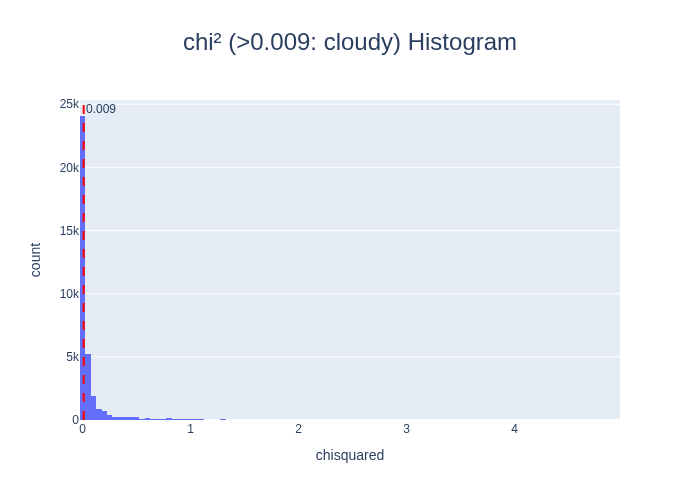 chi² (>0.009: cloudy) Histogram
25k
0.009
20k
15k
10k
5k
0
count
0
1
2
3
4
chisquared